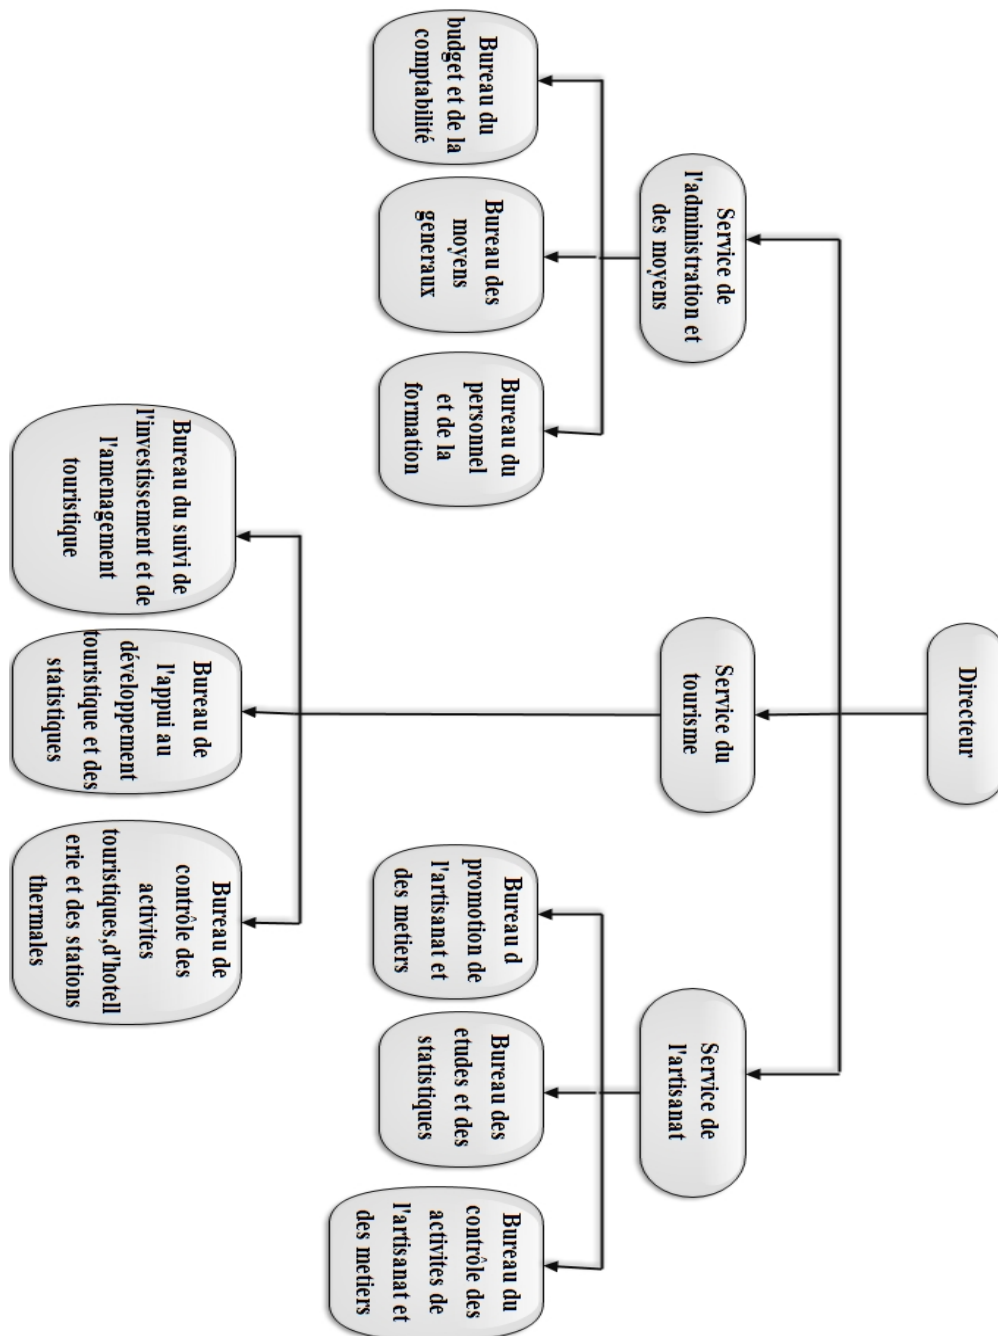 Directeur
Service de
l'administration et
des moyens
Service du
tourisme
Service de
l'artisanat
Bureau du
budget et de la
comptabilité
Bureau des
moyens
generaux
Bureau du
personnel
et de la
formation
Bureau d
promotion de
l'artisanat et
des metiers
Bureau des
etudes et des
statistiques
Bureau du
contrôle des
activites de
l'artisanat et
des metiers
Bureau du suivi de
l'investissement et de
l'amenagement
touristique
Bureau de
l'appui au
développement
touristique et des
statistiques
Bureau de
contrôle des
activites
touristiques,d'hotell
erie et des stations
thermales